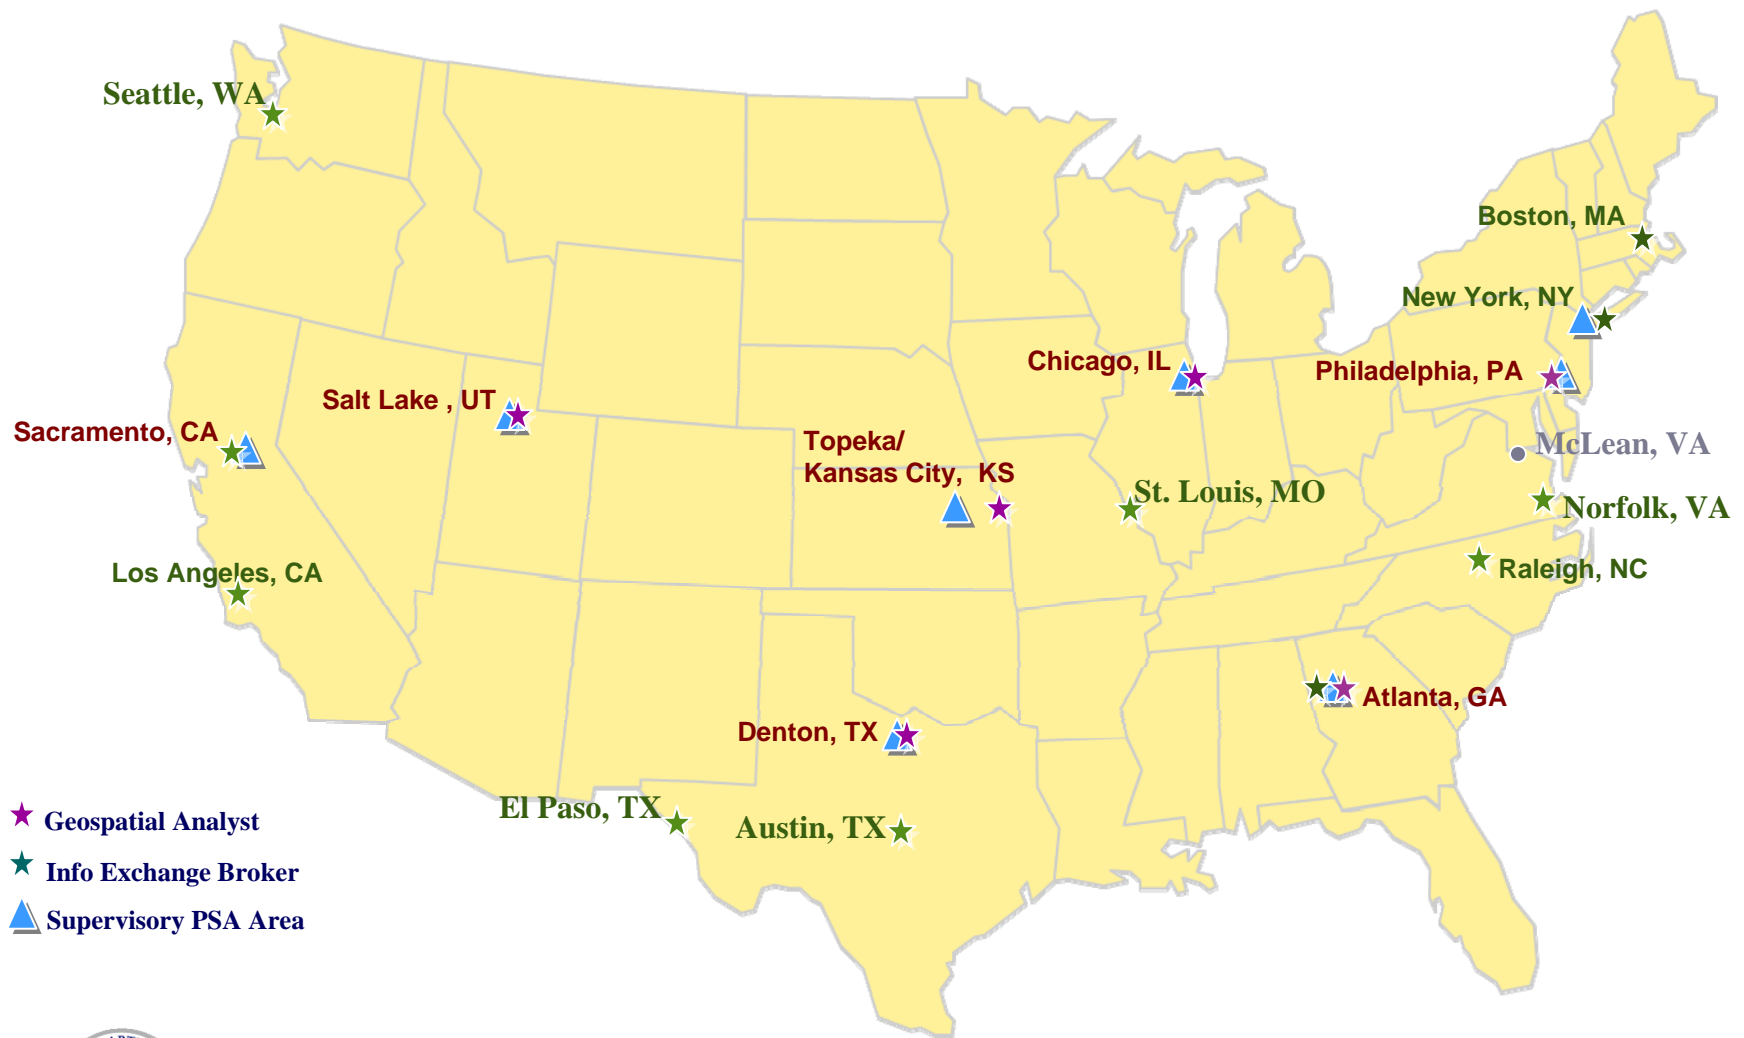 Seattle, WA
Boston, MA
New York, NY
Chicago, IL
Philadelphia, PA
Salt Lake , UT
Sacramento, CA
Topeka/
Kansas City,  KS
McLean, VA
St. Louis, MO
Norfolk, VA
Los Angeles, CA
Raleigh, NC
Atlanta, GA
Denton, TX
El Paso, TX
Austin, TX
Geospatial Analyst
Info Exchange Broker
Supervisory PSA Area